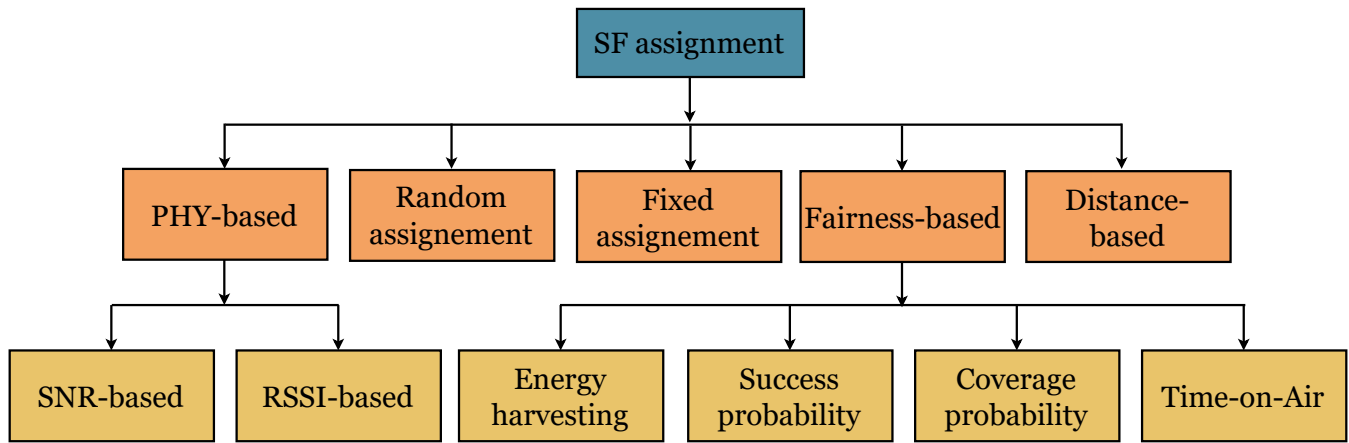 SF assignment
PHY-based
Random
assignement
Fixed
assignement
Fairness-based
Distance-
based
SNR-based
RSSI-based
Energy
harvesting
Success
probability
Coverage
probability
Time-on-Air